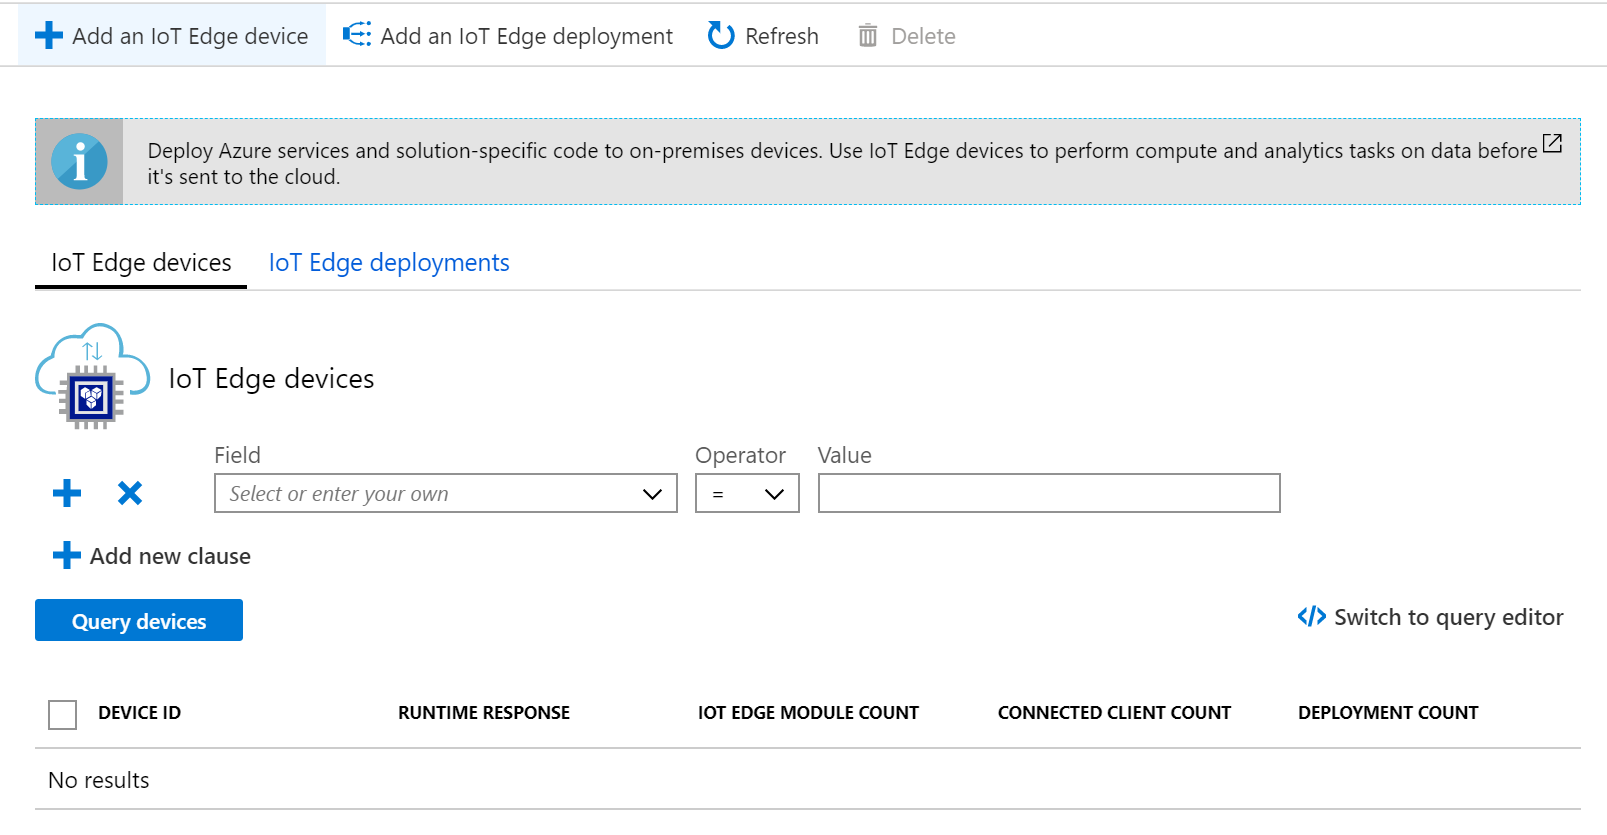 Add an IoT Edge device Add an IoT Edge deployment Refresh Delete
Deploy Azure services and solution-specific code to on-premises devices. Use IoT Edge devices to perform compute and analytics tasks on data before
it's sent to the cloud.
IoT Edge devices IoT Edge deployments
IoT Edge devices
Field Operator Value
Select or enter your own =
Add new clause
Query devices </> Switch to query editor
DEVICE ID RUNTIME RESPONSE IOT EDGE MODULE COUNT CONNECTED CLIENT COUNT DEPLOYMENT COUNT
No results